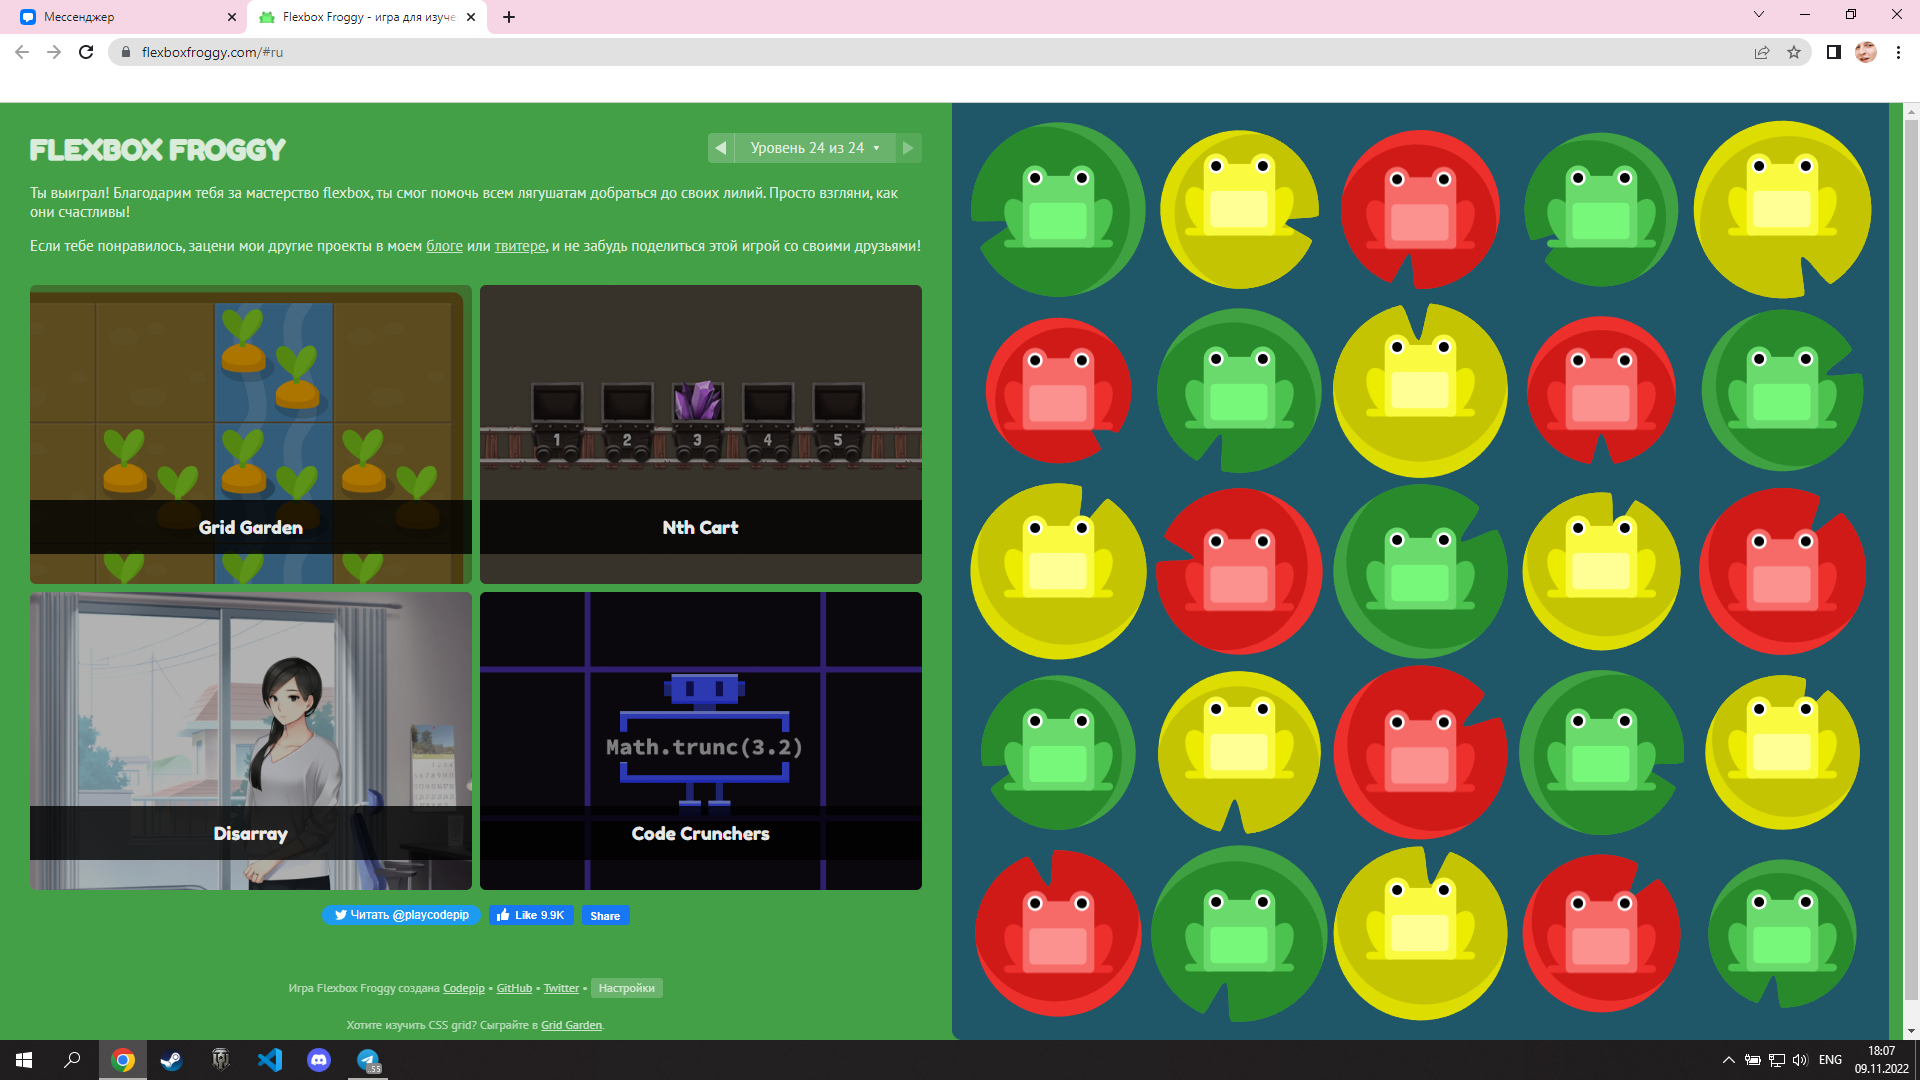 Мессенджер
Flexbox Froggy - игра для изуче
flexboxfroggy.com/#ru
FLEXBOX FROGGY
Уровень 24 из 24
Ты выиграл! Благодарим тебя за мастерство flexbox, ты смог помочь всем лягушатам добраться до своих лилий. Просто взгляни, как
они счастливы!
Если тебе понравилось, зацени мои другие проекты в моем блоге или твитере, и не забудь поделиться этой игрой со своими друзьями!
1 2 3 4 5
Grid Garden
Nth Cart
Math.trunc(3.2)
Disarray
Code Crunchers
Читать @playcodepip
Like 9.9K
Share
Игра Flexbox Froggy создана Codepip • GitHub • Twitter • Настройки
Хотите изучить CSS grid? Сыграйте в Grid Garden.
..55
ENG
18:07
09.11.2022